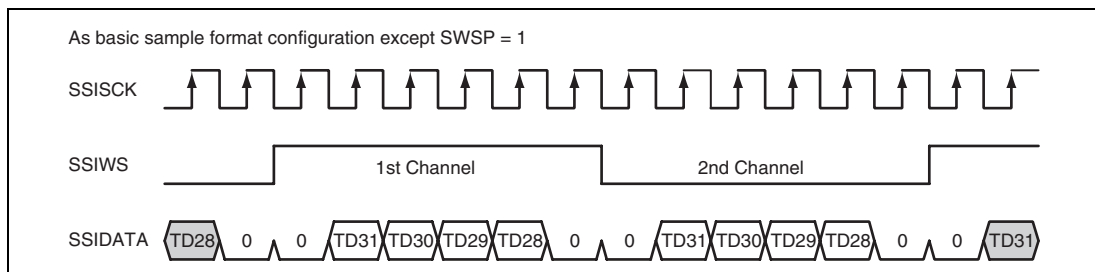 As basic sample format configuration except SWSP = 1
SSISCK
SSIWS 1st Channel 2nd Channel
SSIDATA TD28 0 0 TD31 TD30 TD29 TD28 0 0 TD31 TD30 TD29 TD28 0 0 TD31